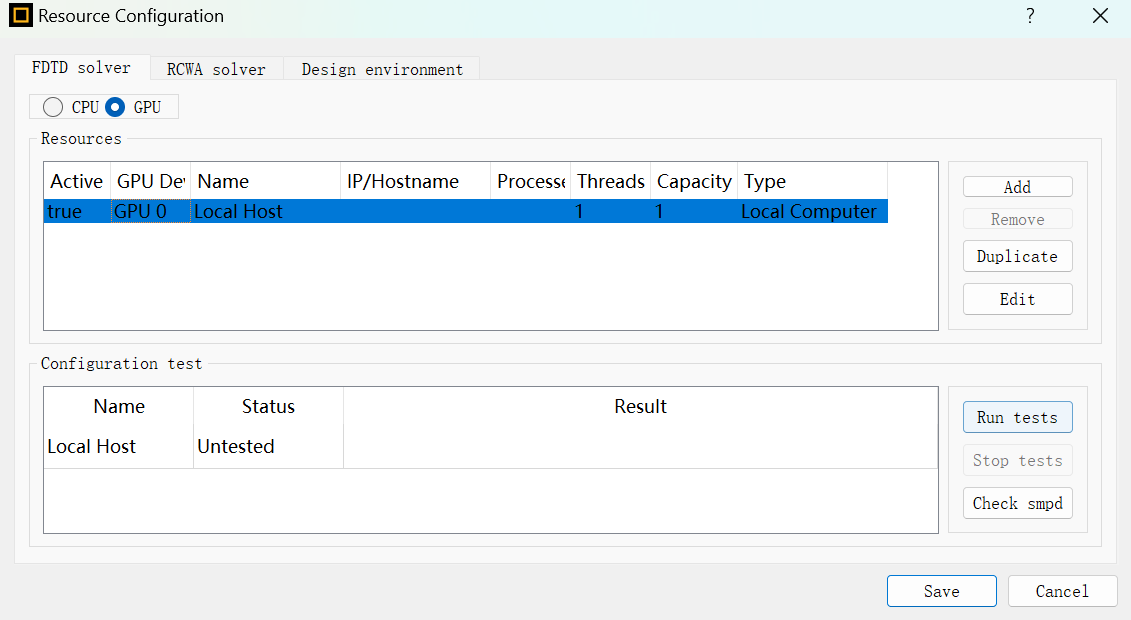 Resource Configuration ?
FDTD solver RCWA solver Design environment
CPU GPU
Resources
Active GPU Dev Name IP/Hostname Processe Threads Capacity Type
true GPU 0 Local Host 1 1 Local Computer
Add
Remove
Duplicate
Edit
Configuration test
Name Status Result
Local Host Untested
Run tests
Stop tests
Check smpd
Save Cancel